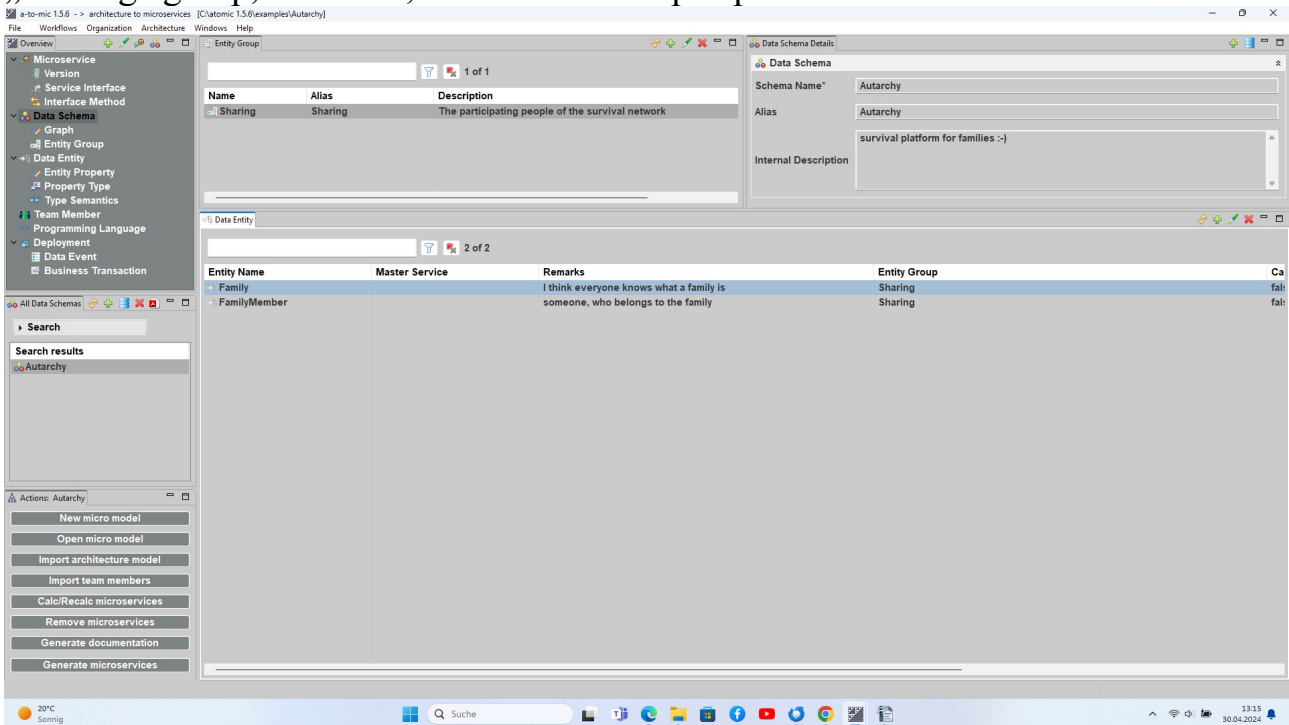 a-to-mic 1.5.6 -> architecture to microservices [C:\atomic 1.5.6\examples\Autarchy]
File Workflows Organization Architecture Windows Help
Overview
Microservice
Version
Service Interface
Interface Method
Data Schema
Graph
Entity Group
Data Entity
Entity Property
Property Type
Type Semantics
Team Member
Programming Language
Deployment
Data Event
Business Transaction
Entity Group
1 of 1
Name Alias Description
Sharing Sharing The participating people of the survival network
Data Schema Details
Data Schema
Schema Name* Autarchy
Alias Autarchy
Internal Description survival platform for families :-)
Data Entity
2 of 2
Entity Name Master Service Remarks Entity Group Ca
Family I think everyone knows what a family is Sharing fals
FamilyMember someone, who belongs to the family Sharing fals
All Data Schemas
Search
Search results
Autarchy
Actions: Autarchy
New micro model
Open micro model
Import architecture model
Import team members
Calc/Recalc microservices
Remove microservices
Generate documentation
Generate microservices
20°C
Sonnig
Suche
13:15
30.04.2024